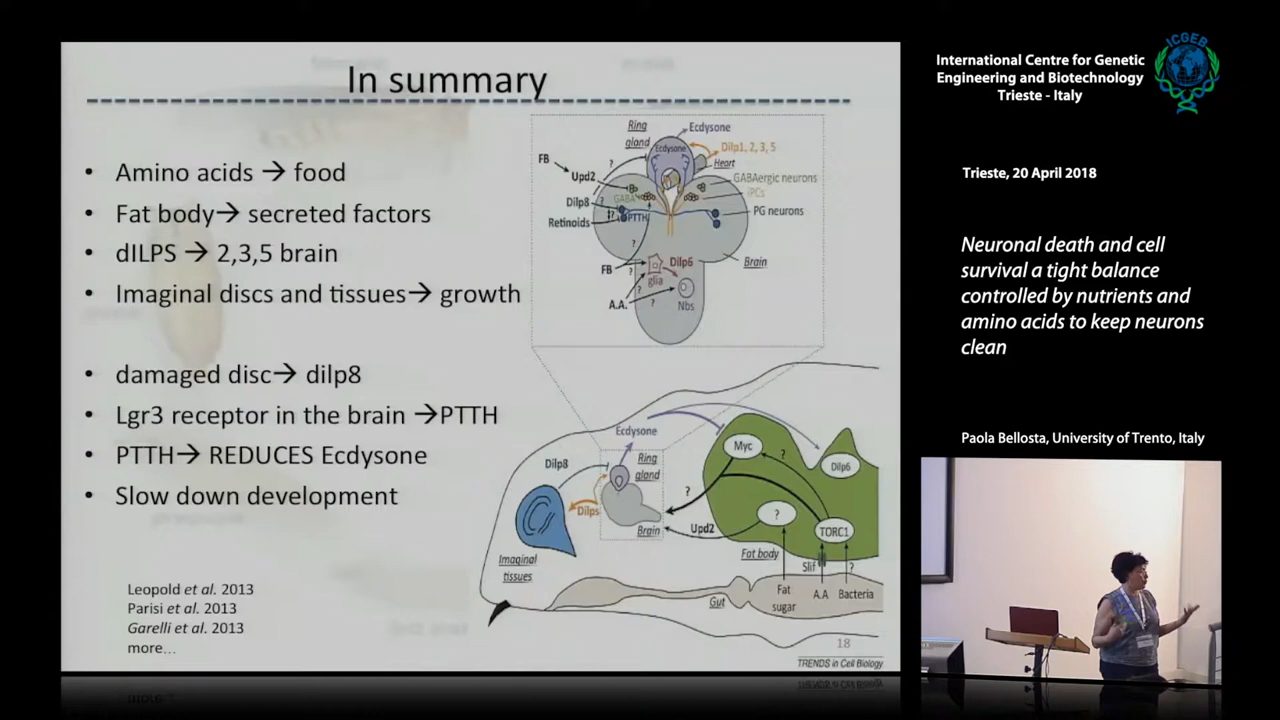 In summary
• Amino acids → food
• Fat body→ secreted factors
• dILPS → 2,3,5 brain
• Imaginal discs and tissues→ growth
• damaged disc→ dilp8
• Lgr3 receptor in the brain →PTTH
• PTTH→ REDUCES Ecdysone
• Slow down development
Leopold et al. 2013
Parisi et al. 2013
Garelli et al. 2013
more...
Ring
gland
Ecdysone
Ecdysone
Dilp1, 2, 3, 5
Heart
FB
?
Upd2
GABAergic neurons
IPCs
GABA
Dilp8
?
PTTH
PG neurons
Retinoids
?
FB
?
Dilp6
Brain
glia
A.A.
?
?
Nbs
Ecdysone
Myc
?
Dilp6
Dilp8
Ring
gland
?
Dilps
Brain
Upd2
?
TORC1
Imaginal
tissues
Fat body
Slif
?
Gut
Fat
sugar
A.A
Bacteria
18
TRENDS in Cell Biology
International Centre for Genetic
Engineering and Biotechnology
Trieste - Italy
ICGEB
Trieste, 20 April 2018
Neuronal death and cell
survival a tight balance
controlled by nutrients and
amino acids to keep neurons
clean
Paola Bellosta, University of Trento, Italy